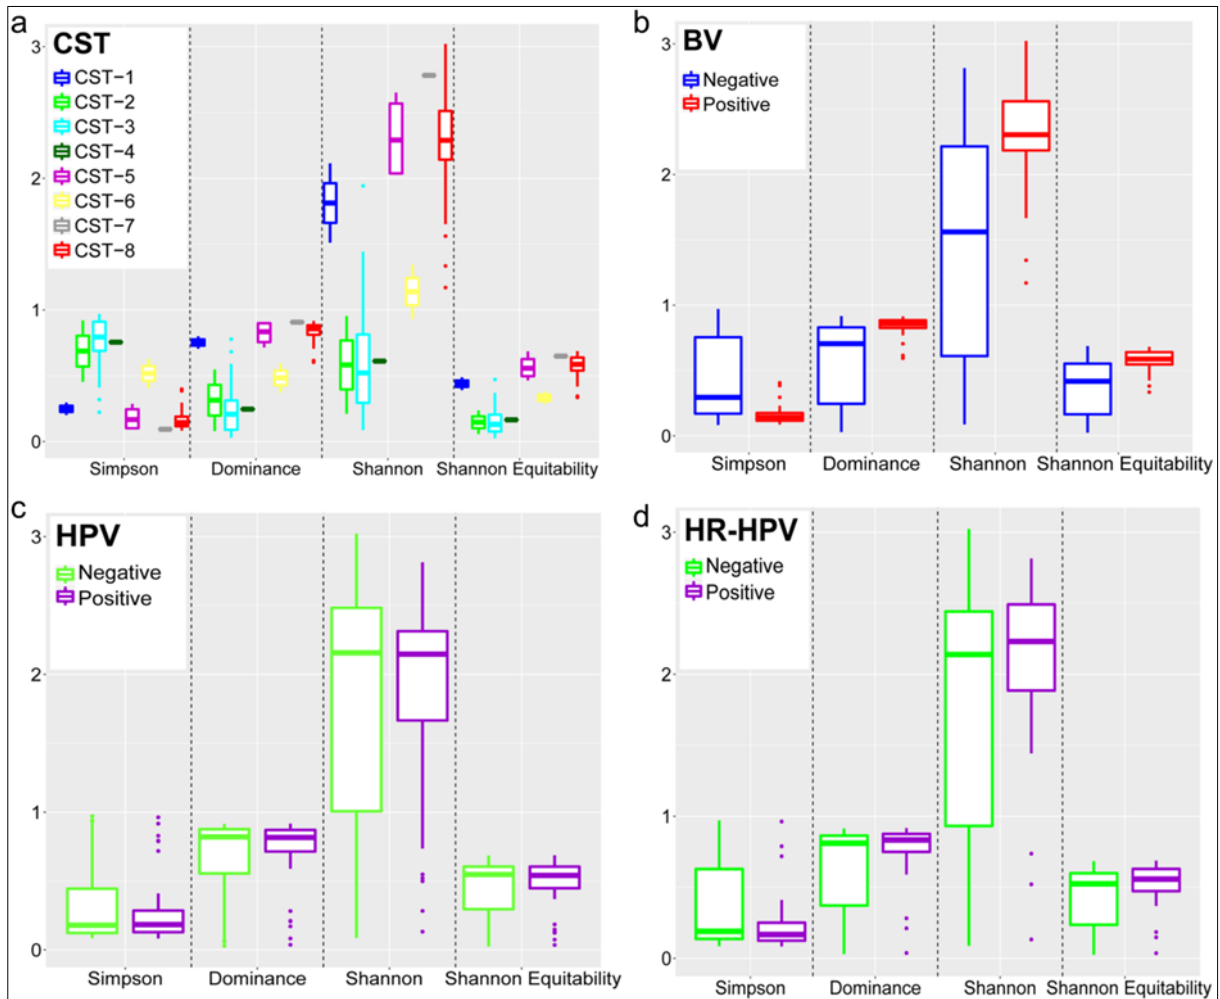 a
CST
CST-1
CST-2
CST-3
CST-4
CST-5
CST-6
CST-7
CST-8
3
2
1
0
Simpson
Dominance
Shannon
Shannon Equitability
b
BV
Negative
Positive
3
2
1
0
Simpson
Dominance
Shannon
Shannon Equitability
c
HPV
Negative
Positive
3
2
1
0
Simpson
Dominance
Shannon
Shannon Equitability
d
HR-HPV
Negative
Positive
3
2
1
0
Simpson
Dominance
Shannon
Shannon Equitability